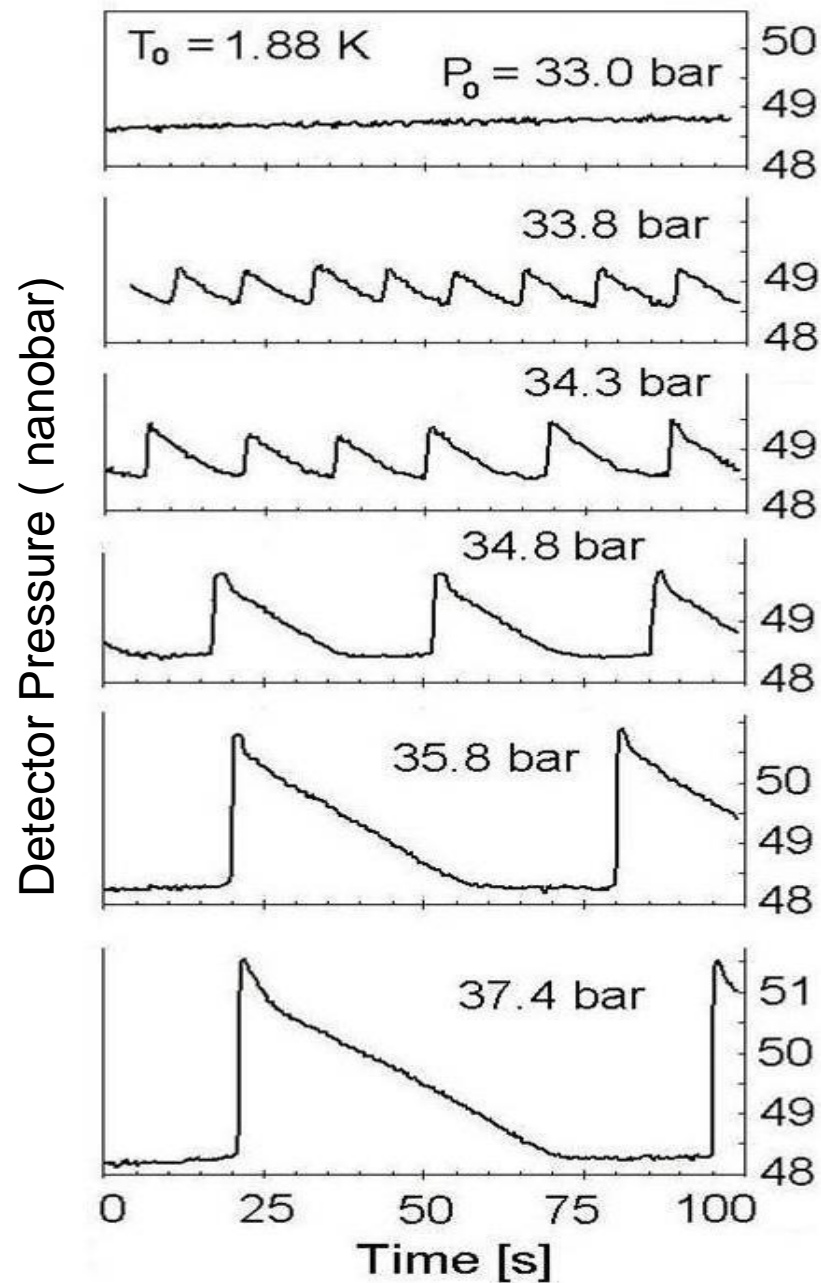 T₀ = 1.88 K
P₀ = 33.0 bar
50
49
48
33.8 bar
49
48
34.3 bar
49
48
34.8 bar
49
48
35.8 bar
50
49
48
37.4 bar
51
50
49
48
0 25 50 75 100
Time [s]
Detector Pressure ( nanobar)